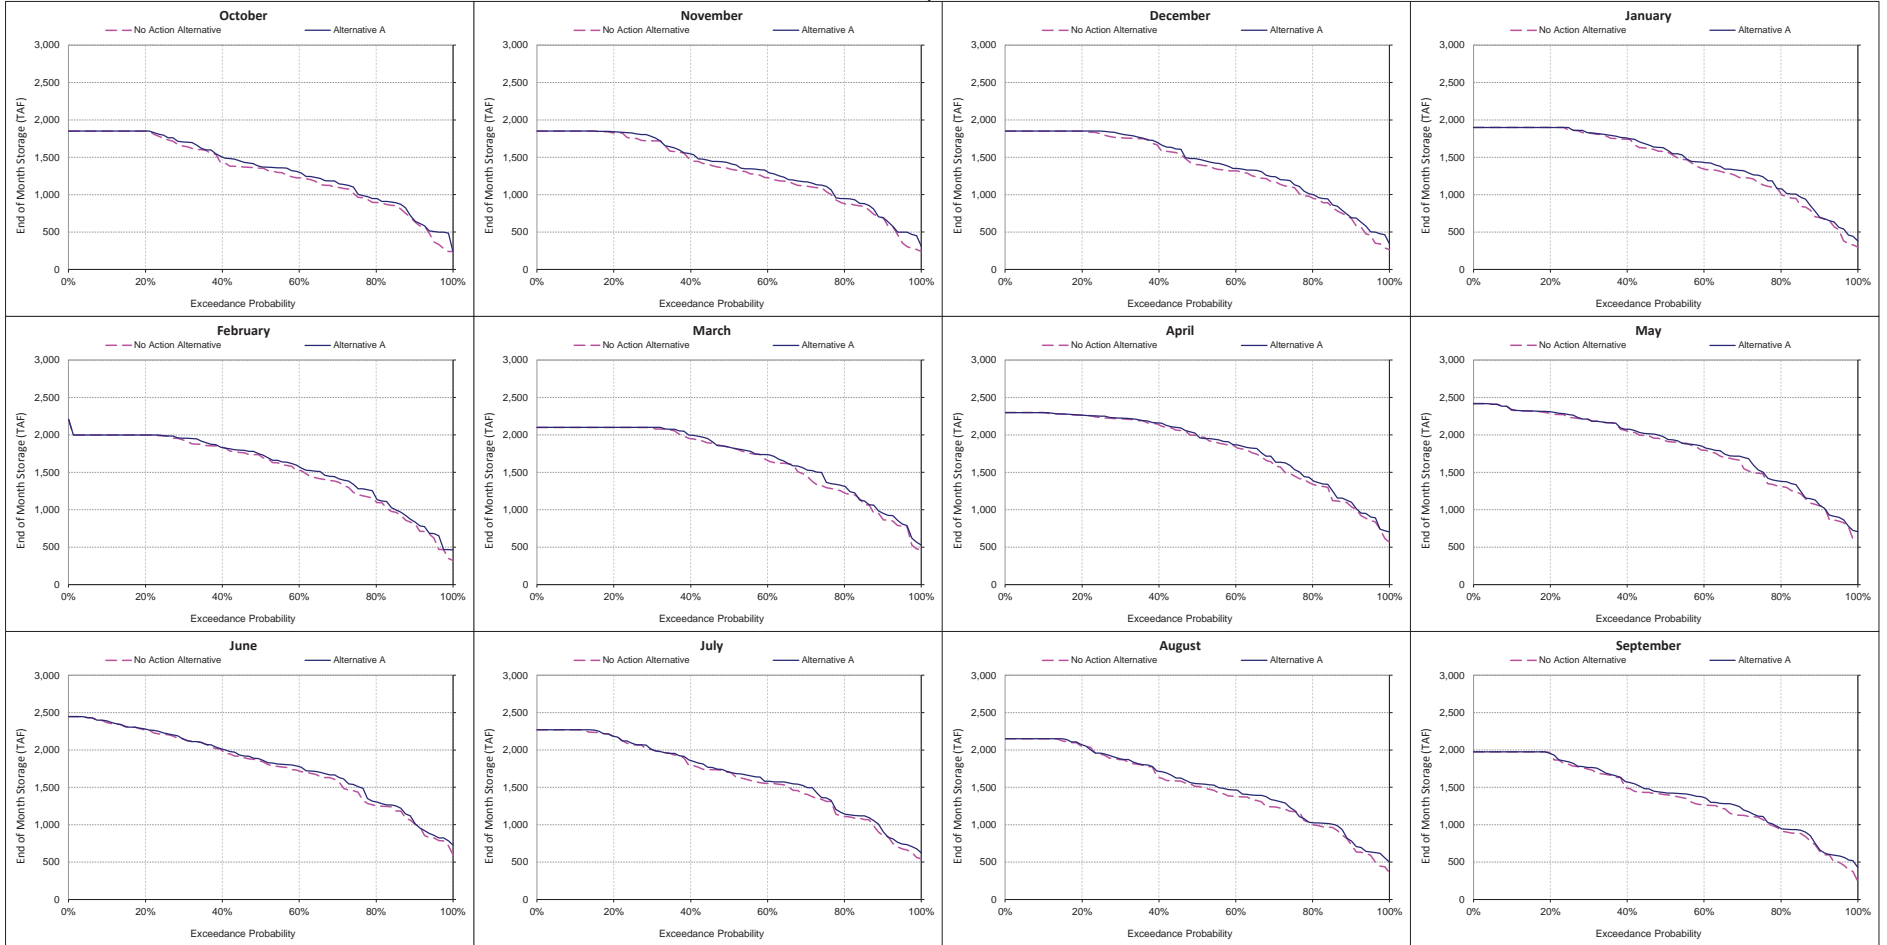 October
No Action Alternative Alternative A
3,000
2,500
2,000
1,500
1,000
500
0
End of Month Storage (TAF)
0% 20% 40% 60% 80% 100%
Exceedance Probability
November
No Action Alternative Alternative A
3,000
2,500
2,000
1,500
1,000
500
0
End of Month Storage (TAF)
0% 20% 40% 60% 80% 100%
Exceedance Probability
December
No Action Alternative Alternative A
3,000
2,500
2,000
1,500
1,000
500
0
End of Month Storage (TAF)
0% 20% 40% 60% 80% 100%
Exceedance Probability
January
No Action Alternative Alternative A
3,000
2,500
2,000
1,500
1,000
500
0
End of Month Storage (TAF)
0% 20% 40% 60% 80% 100%
Exceedance Probability
February
No Action Alternative Alternative A
3,000
2,500
2,000
1,500
1,000
500
0
End of Month Storage (TAF)
0% 20% 40% 60% 80% 100%
Exceedance Probability
March
No Action Alternative Alternative A
3,000
2,500
2,000
1,500
1,000
500
0
End of Month Storage (TAF)
0% 20% 40% 60% 80% 100%
Exceedance Probability
April
No Action Alternative Alternative A
3,000
2,500
2,000
1,500
1,000
500
0
End of Month Storage (TAF)
0% 20% 40% 60% 80% 100%
Exceedance Probability
May
No Action Alternative Alternative A
3,000
2,500
2,000
1,500
1,000
500
0
End of Month Storage (TAF)
0% 20% 40% 60% 80% 100%
Exceedance Probability
June
No Action Alternative Alternative A
3,000
2,500
2,000
1,500
1,000
500
0
End of Month Storage (TAF)
0% 20% 40% 60% 80% 100%
Exceedance Probability
July
No Action Alternative Alternative A
3,000
2,500
2,000
1,500
1,000
500
0
End of Month Storage (TAF)
0% 20% 40% 60% 80% 100%
Exceedance Probability
August
No Action Alternative Alternative A
3,000
2,500
2,000
1,500
1,000
500
0
End of Month Storage (TAF)
0% 20% 40% 60% 80% 100%
Exceedance Probability
September
No Action Alternative Alternative A
3,000
2,500
2,000
1,500
1,000
500
0
End of Month Storage (TAF)
0% 20% 40% 60% 80% 100%
Exceedance Probability